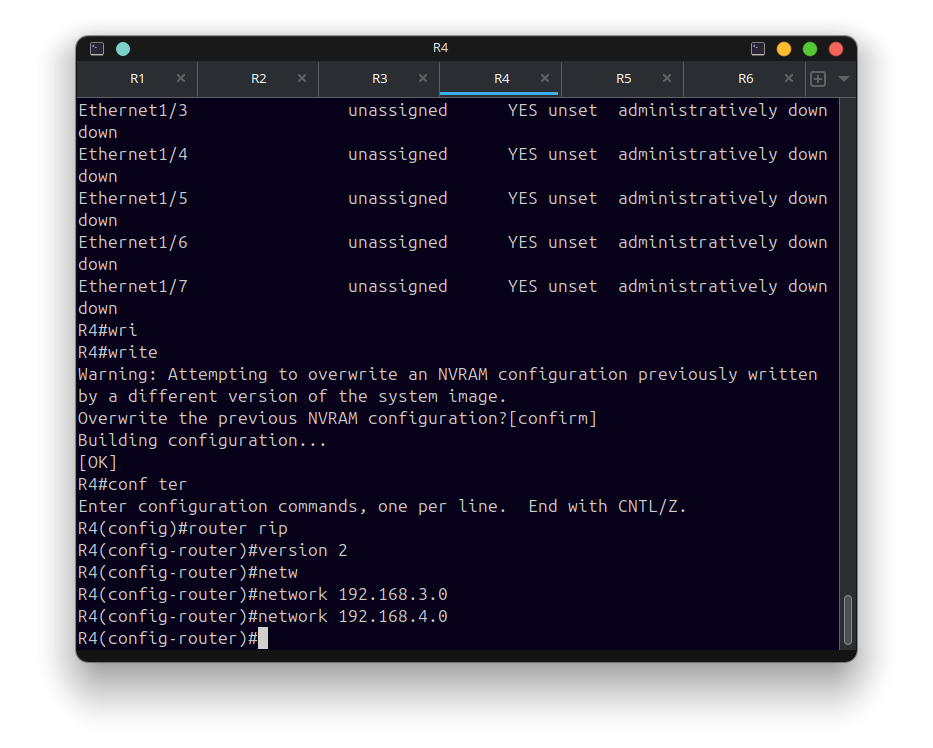 R4
R1 R2 R3 R4 R5 R6
Ethernet1/3                unassigned      YES unset  administratively down
down
Ethernet1/4                unassigned      YES unset  administratively down
down
Ethernet1/5                unassigned      YES unset  administratively down
down
Ethernet1/6                unassigned      YES unset  administratively down
down
Ethernet1/7                unassigned      YES unset  administratively down
down
R4#wri
R4#write
Warning: Attempting to overwrite an NVRAM configuration previously written
by a different version of the system image.
Overwrite the previous NVRAM configuration?[confirm]
Building configuration...
[OK]
R4#conf ter
Enter configuration commands, one per line.  End with CNTL/Z.
R4(config)#router rip
R4(config-router)#version 2
R4(config-router)#netw
R4(config-router)#network 192.168.3.0
R4(config-router)#network 192.168.4.0
R4(config-router)#